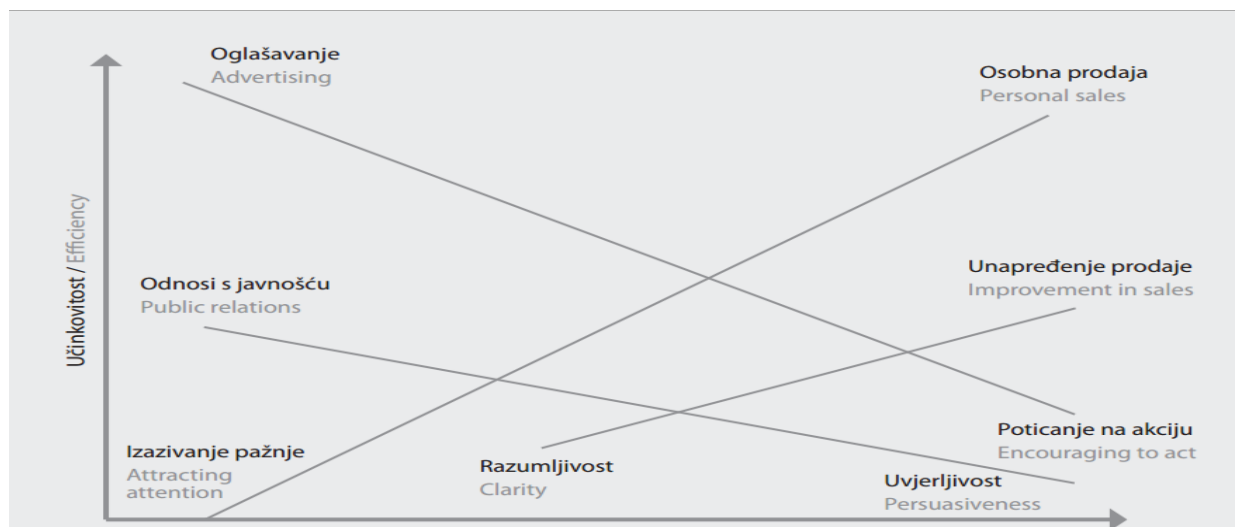 Oglašavanje
Advertising
Osobna prodaja
Personal sales
Učinkovitost / Efficiency
Odnosi s javnošću
Public relations
Unapređenje prodaje
Improvement in sales
Izazivanje pažnje
Attracting
attention
Razumljivost
Clarity
Poticanje na akciju
Encouraging to act
Uvjerljivost
Persuasiveness